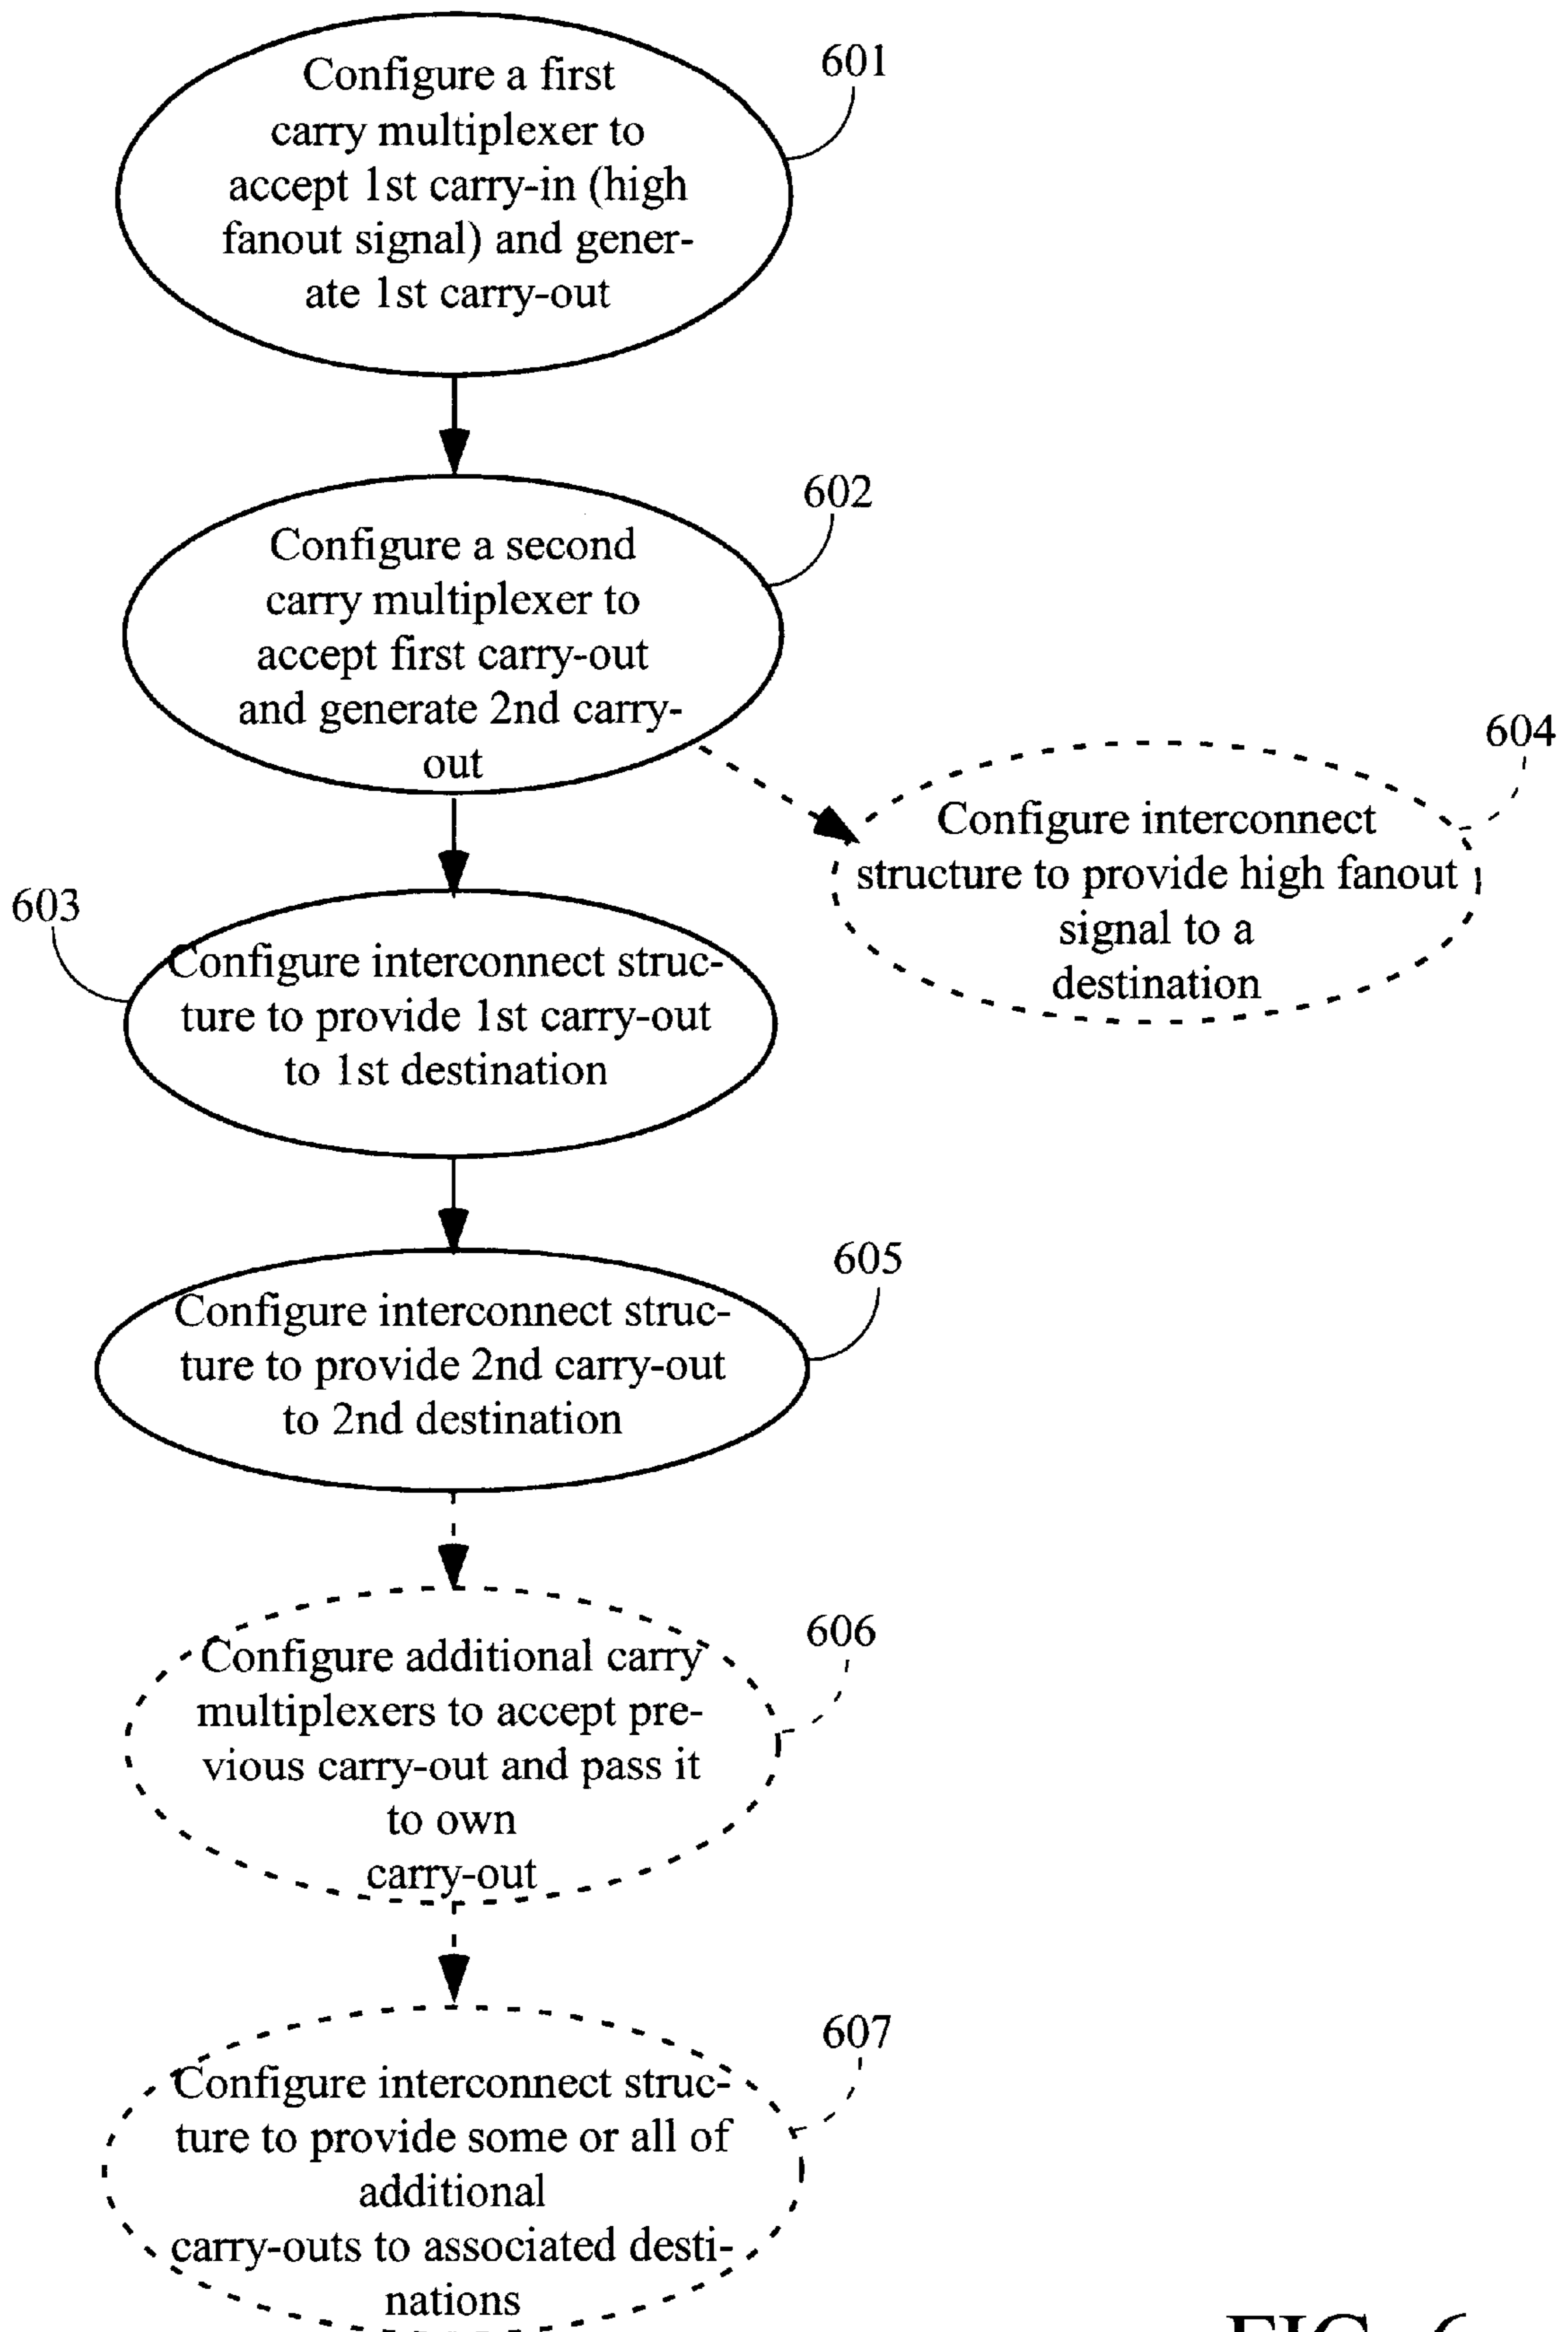 Configure a first
carry multiplexer to
accept 1st carry-in (high
fanout signal) and gener-
ate 1st carry-out
601
Configure a second
carry multiplexer to
accept first carry-out
and generate 2nd carry-
out
602
604
Configure interconnect
structure to provide high fanout
signal to a
destination
603
Configure interconnect struc-
ture to provide 1st carry-out
to 1st destination
605
Configure interconnect struc-
ture to provide 2nd carry-out
to 2nd destination
606
Configure additional carry
multiplexers to accept pre-
vious carry-out and pass it
to own
carry-out
607
Configure interconnect struc-
ture to provide some or all of
additional
carry-outs to associated desti-
nations
FIG. 6